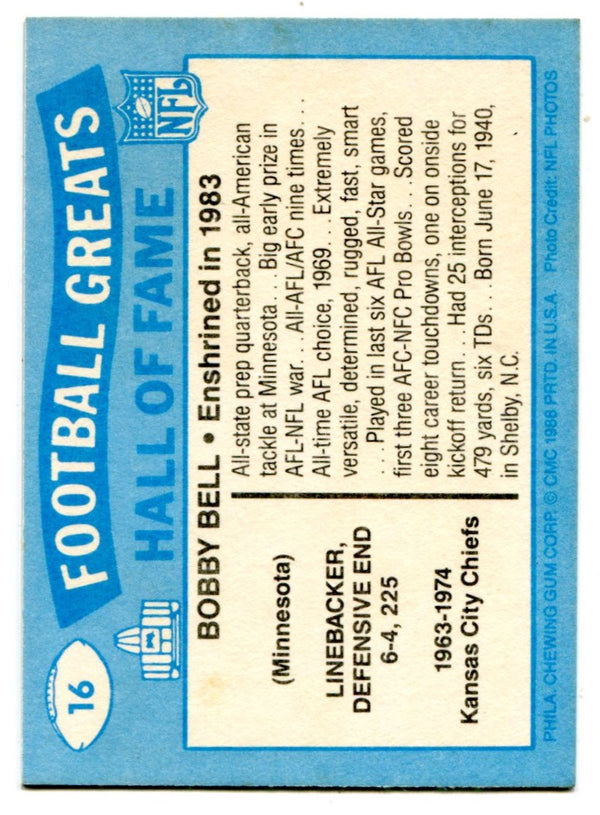 16
FOOTBALL GREATS
HALL OF FAME
NFL
BOBBY BELL • Enshrined in 1983
(Minnesota)
LINEBACKER,
DEFENSIVE END
6-4, 225
1963-1974
Kansas City Chiefs
All-state prep quarterback, all-American
tackle at Minnesota... Big early prize in
AFL-NFL war... All-AFL/AFC nine times....
All-time AFL choice, 1969... Extremely
versatile, determined, rugged, fast, smart
...Played in last six AFL All-Star games,
first three AFC-NFC Pro Bowls...Scored
eight career touchdowns, one on onside
kickoff return...Had 25 interceptions for
479 yards, six TDs... Born June 17, 1940,
in Shelby, N.C.
PHILA. CHEWING GUM CORP. © CMC 1988 PRTD. IN U.S.A. Photo Credit: NFL PHOTOS